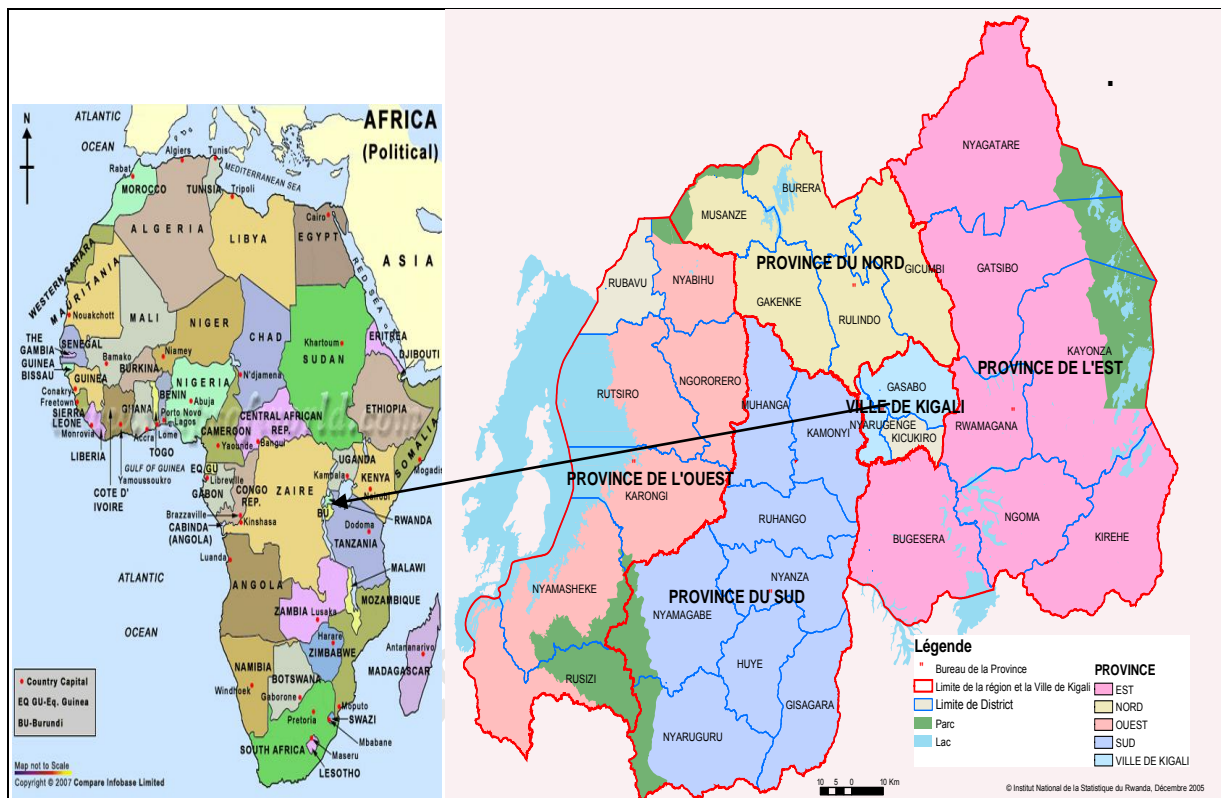 N
ATLANTIC
OCEAN
AFRICA
(Political)
Algiers
Tunis
Rabat
MEDITERRANEAN SEA
MOROCCO
TUNISIA
Tripoli
Cairo
ALGERIA
LIBYA
EGYPT
ASIA
WESTERN SAHARA
RED SEA
MAURITANIA
Nouakchott
MALI
NIGER
CHAD
Khartoum
SUDAN
ERITREA
DJIBOUTI
THE
GAMBIA
SENEGAL
GUINEA
BISSAU
Bamako
Niamey
BURKINA
N'djamena
GUINEA
NIGERIA
BENIN
Abuja
Conakry
Freetown
GHANA
Porto Novo
Lagos
ETHIOPIA
SIERRA
LEONE
Monrovia
CENTRAL AFRICAN
REP.
Accra
Lome
CAMEROON
Bangui
SOMALIA
LIBERIA
TOGO
Yaounde
GULF OF GUINEA
Yamoussoukro
EQ.GU
UGANDA
Kampala
KENYA
Nairobi
Mogadis
COTE D'
IVOIRE
Libreville
GABON
CONGO
REP.
ZAIRE
BU
RWANDA
Brazzaville
Kinshasa
CABINDA
(ANGOLA)
Dodoma
TANZANIA
Luanda
ATLANTIC
OCEAN
ANGOLA
MALAWI
ZAMBIA
Lusaka
MOZAMBIQUE
Harare
ZIMBABWE
Antananarivo
MADAGASCAR
NAMIBIA
Windhoek
BOTSWANA
Gaborone
Pretoria
Moputo
SWAZI
Mbabane
SOUTH AFRICA
Maseru
LESOTHO
Country Capital
EQ GU-Eq. Guinea
BU-Burundi
Map not to Scale
Copyright © 2007 Compare Infobase Limited
NYAGATARE
BURERA
MUSANZE
PROVINCE DU NORD
GICUMBI
GATSIBO
RUBAVU
NYABIHU
GAKENKE
RULINDO
KAYONZA
PROVINCE DE L'EST
NGORORERO
RUTSIRO
GASABO
MUHANGA
VILLE DE KIGALI
NYARUGENGE
KICUKIRO
RWAMAGANA
KAMONYI
PROVINCE DE L'OUEST
KARONGI
RUHANGO
NGOMA
BUGESERA
KIREHE
NYANZA
NYAMASHEKE
PROVINCE DU SUD
NYAMAGABE
HUYE
RUSIZI
GISAGARA
NYARUGURU
Légende
Bureau de la Province
Limite de la région et la Ville de Kigali
Limite de District
Parc
Lac
PROVINCE
EST
NORD
OUEST
SUD
VILLE DE KIGALI
10 5 0 10 Km
© Institut National de la Statistique du Rwanda, Décembre 2005